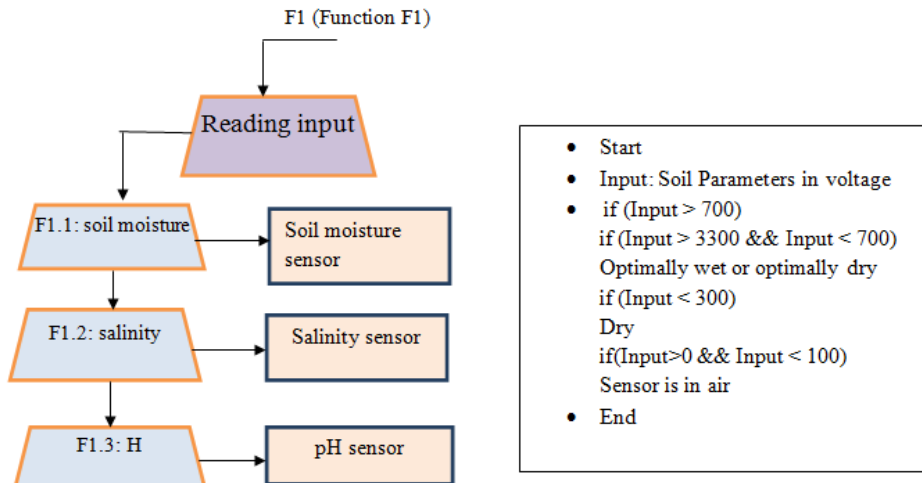 F1 (Function F1)
Reading input
F1.1: soil moisture
Soil moisture
sensor
F1.2: salinity
Salinity sensor
F1.3: H
pH sensor
• Start
• Input: Soil Parameters in voltage
• if (Input > 700)
if (Input > 3300 && Input < 700)
Optimally wet or optimally dry
if (Input < 300)
Dry
if(Input>0 && Input < 100)
Sensor is in air
• End